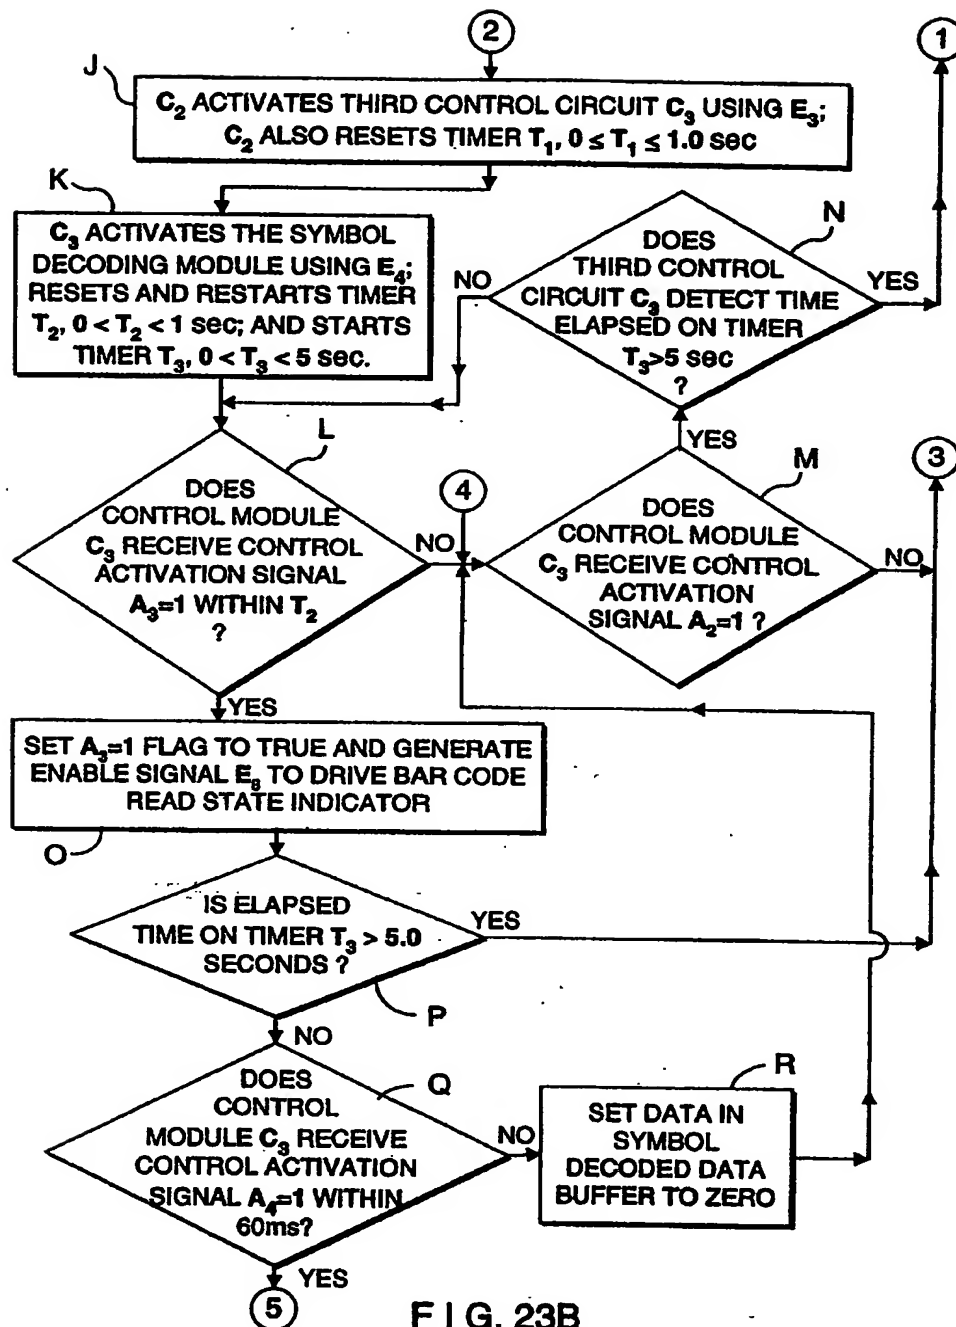 2
1
J
C₂ ACTIVATES THIRD CONTROL CIRCUIT C₃ USING E₃;
C₂ ALSO RESETS TIMER T₁, 0 ≤ T₁ ≤ 1.0 sec
K
C₃ ACTIVATES THE SYMBOL
DECODING MODULE USING E₄;
RESETS AND RESTARTS TIMER
T₂, 0 < T₂ < 1 sec; AND STARTS
TIMER T₃, 0 < T₃ < 5 sec.
N
DOES
THIRD CONTROL
CIRCUIT C₃ DETECT TIME
ELAPSED ON TIMER
T₃>5 sec
?
NO
YES
YES
L
DOES
CONTROL MODULE
C₃ RECEIVE CONTROL
ACTIVATION SIGNAL
A₃=1 WITHIN T₂
?
NO
YES
4
M
DOES
CONTROL MODULE
C₃ RECEIVE CONTROL
ACTIVATION
SIGNAL A₂=1 ?
NO
3
SET A₃=1 FLAG TO TRUE AND GENERATE
ENABLE SIGNAL E₈ TO DRIVE BAR CODE
READ STATE INDICATOR
O
IS ELAPSED
TIME ON TIMER T₃ > 5.0
SECONDS ?
YES
P
NO
DOES
CONTROL
MODULE C₃ RECEIVE
CONTROL ACTIVATION
SIGNAL A₄=1 WITHIN
60ms?
Q
NO
R
SET DATA IN
SYMBOL
DECODED DATA
BUFFER TO ZERO
YES
5
FIG. 23B